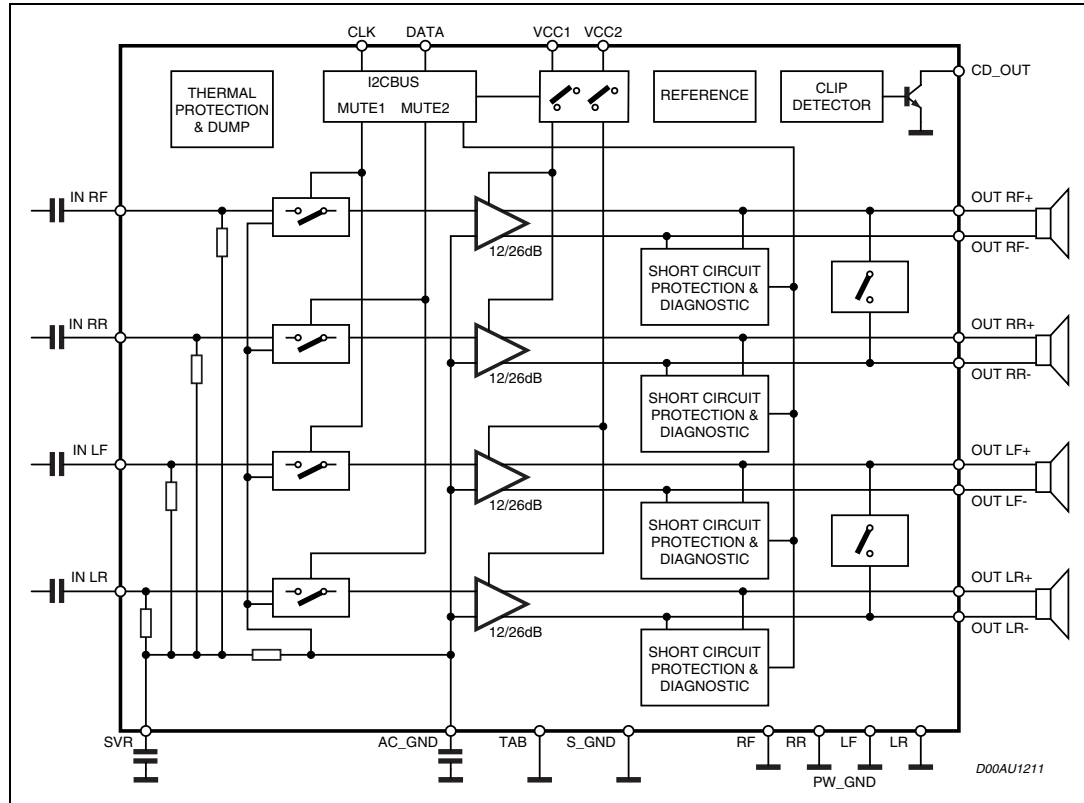 CLK DATA VCC1 VCC2
THERMAL
PROTECTION
& DUMP
I2CBUS
MUTE1 MUTE2
REFERENCE
CLIP
DETECTOR
CD_OUT
IN RF
12/26dB
SHORT CIRCUIT
PROTECTION &
DIAGNOSTIC
OUT RF+
OUT RF-
IN RR
12/26dB
SHORT CIRCUIT
PROTECTION &
DIAGNOSTIC
OUT RR+
OUT RR-
IN LF
12/26dB
SHORT CIRCUIT
PROTECTION &
DIAGNOSTIC
OUT LF+
OUT LF-
IN LR
12/26dB
SHORT CIRCUIT
PROTECTION &
DIAGNOSTIC
OUT LR+
OUT LR-
SVR AC_GND TAB S_GND RF RR LF LR
PW_GND
D00AU1211